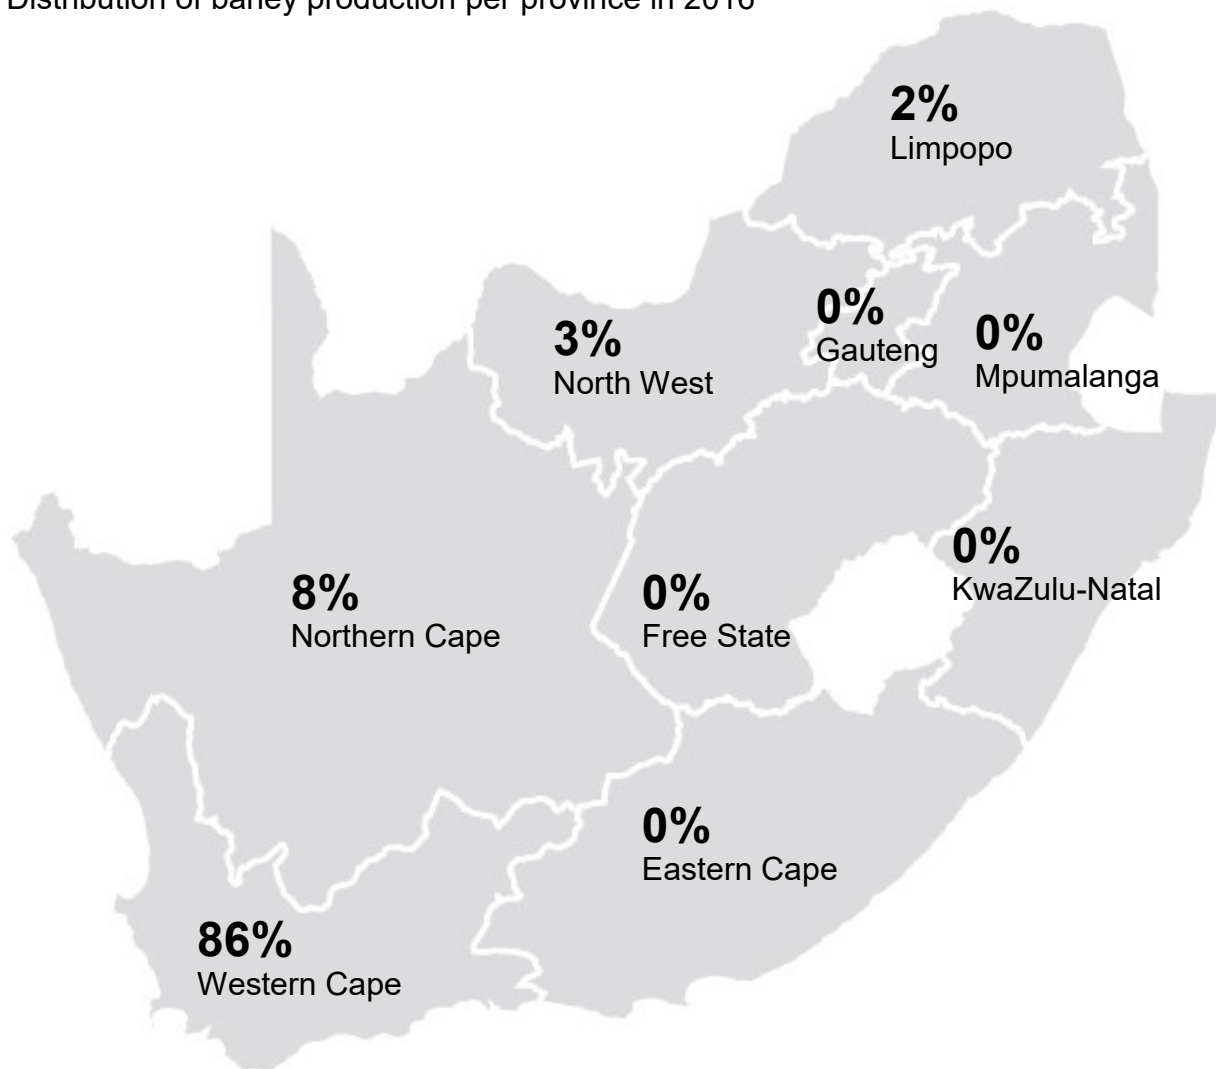 Distribution of barley production per province in 2016
2%
Limpopo
0%
Gauteng
3%
North West
0%
Mpumalanga
0%
KwaZulu-Natal
8%
Northern Cape
0%
Free State
0%
Eastern Cape
86%
Western Cape